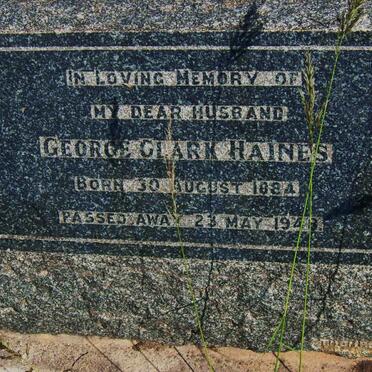 In Loving Memory of
my dear husband
George Clark Haines
Born 30 August 1884
Passed away 23 May